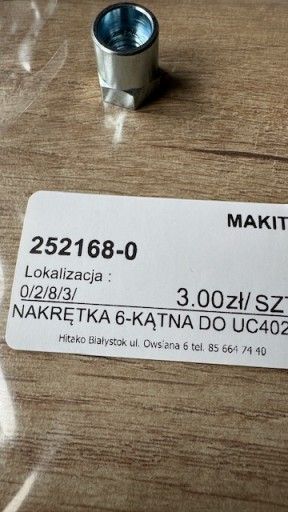 MAKIT
252168-0
Lokalizacja :
0/2/8/3/ 3.00zł/ SZT
NAKRĘTKA 6-KĄTNA DO UC402
Hitako Białystok ul. Owsiana 6 tel. 85 664 74 40